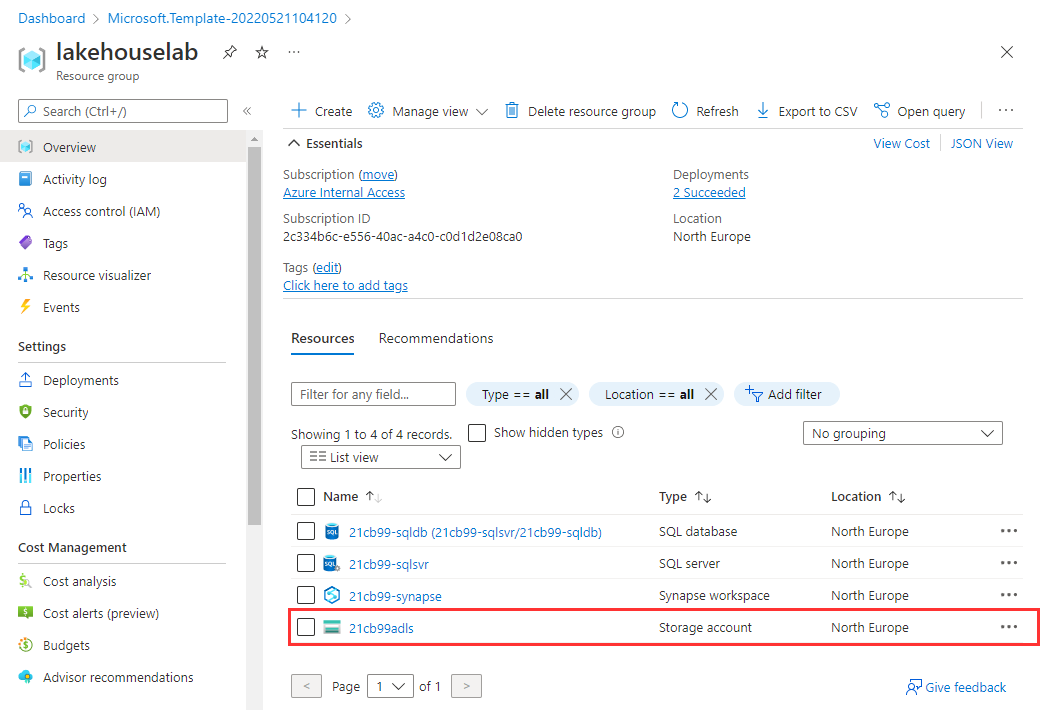 Dashboard > Microsoft.Template-20220521104120 >
lakehouselab
Resource group
Search (Ctrl+/)
Overview
Activity log
Access control (IAM)
Tags
Resource visualizer
Events
Settings
Deployments
Security
Policies
Properties
Locks
Cost Management
Cost analysis
Cost alerts (preview)
Budgets
Advisor recommendations
Create Manage view Delete resource group Refresh Export to CSV Open query
Essentials View Cost JSON View
Subscription (move)
Azure Internal Access
Subscription ID
2c334b6c-e556-40ac-a4c0-c0d1d2e08ca0
Tags (edit)
Click here to add tags
Deployments
2 Succeeded
Location
North Europe
Resources Recommendations
Filter for any field... Type == all Location == all Add filter
Showing 1 to 4 of 4 records. Show hidden types No grouping
List view
Name Type Location
21cb99-sqldb (21cb99-sqlsvr/21cb99-sqldb) SQL database North Europe
21cb99-sqlsvr SQL server North Europe
21cb99-synapse Synapse workspace North Europe
21cb99adls Storage account North Europe
< Page 1 of 1 >
Give feedback